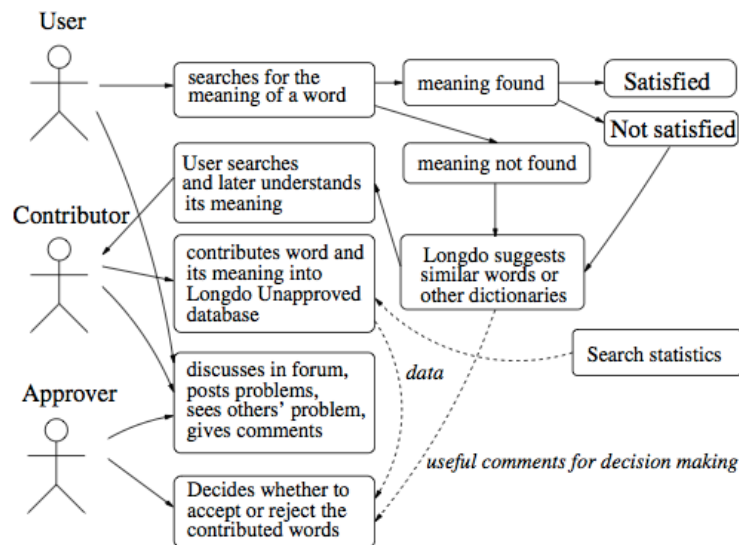 User
searches for the
meaning of a word
meaning found
Satisfied
Not satisfied
User searches
and later understands
its meaning
meaning not found
Contributor
contributes word and
its meaning into
Longdo Unapproved
database
Longdo suggests
similar words or
other dictionaries
Search statistics
data
discusses in forum,
posts problems,
sees others’ problem,
gives comments
Approver
useful comments for decision making
Decides whether to
accept or reject the
contributed words